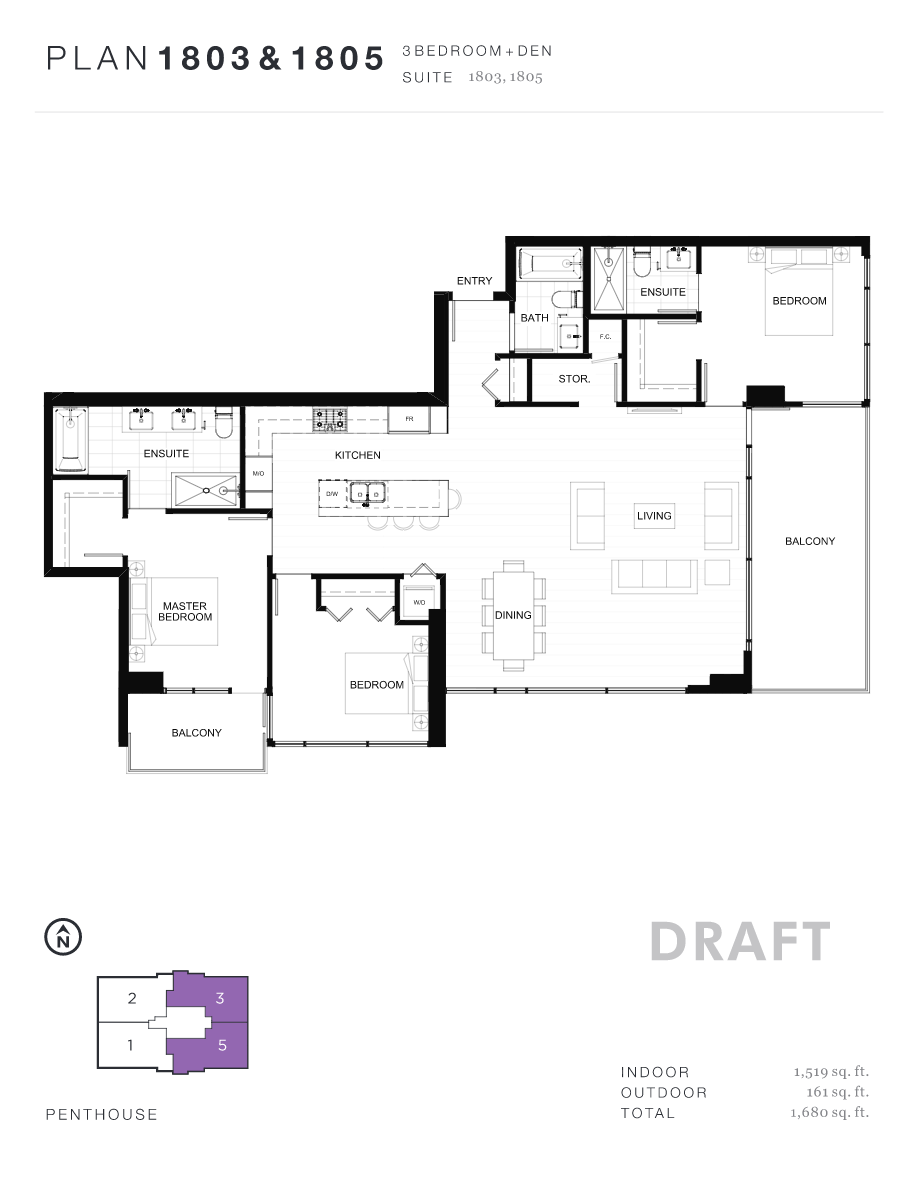 PLAN 1803 & 1805
3 BEDROOM + DEN
SUITE 1803, 1805
ENTRY
BATH
ENSUITE
BEDROOM
F.C.
STOR.
ENSUITE
FR
KITCHEN
M/O
D/W
LIVING
BALCONY
MASTER
BEDROOM
W/D
DINING
BEDROOM
BALCONY
N
DRAFT
2
3
1
5
INDOOR 1,519 sq. ft.
OUTDOOR 161 sq. ft.
TOTAL 1,680 sq. ft.
PENTHOUSE